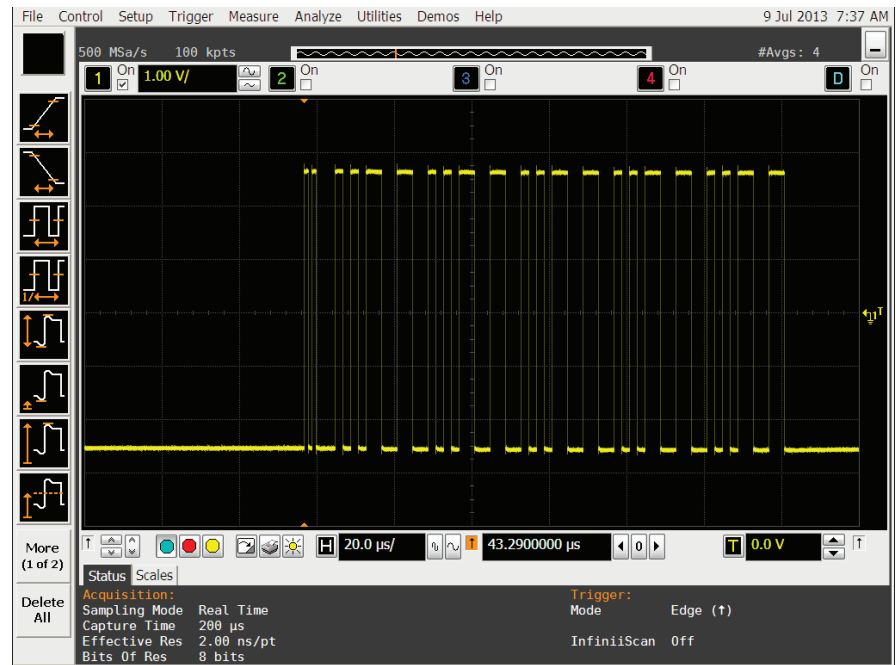 File Control Setup Trigger Measure Analyze Utilities Demos Help 9 Jul 2013 7:37 AM
500 MSa/s 100 kpts #Avgs: 4
1 On 1.00 V/ 2 On 3 On 4 On D On
1/
T
More
(1 of 2)
Delete
All
H 20.0 µs/ 43.2900000 µs 0 T 0.0 V
Status Scales
Acquisition: Trigger:
Sampling Mode Real Time Mode Edge (↑)
Capture Time 200 µs
Effective Res 2.00 ns/pt InfiniiScan Off
Bits Of Res 8 bits